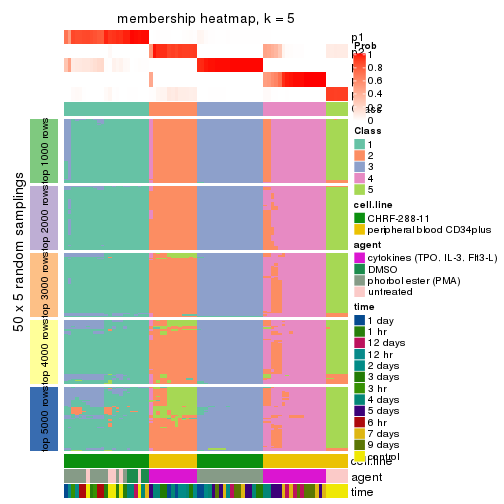 membership heatmap, k = 5
p1
Prob
1
0.8
0.6
0.4
0.2
0
Class
1
2
3
4
5
cell.line
CHRF-288-11
peripheral blood CD34plus
agent
cytokines (TPO. IL-3. Flt3-L)
DMSO
phorbol ester (PMA)
untreated
time
1 day
1 hr
12 days
12 hr
2 days
3 days
3 hr
4 days
5 days
6 hr
7 days
9 days
control
cell.line
agent
time
50 x 5 random samplings
top 1000 rows
top 2000 rows
top 3000 rows
top 4000 rows
top 5000 rows